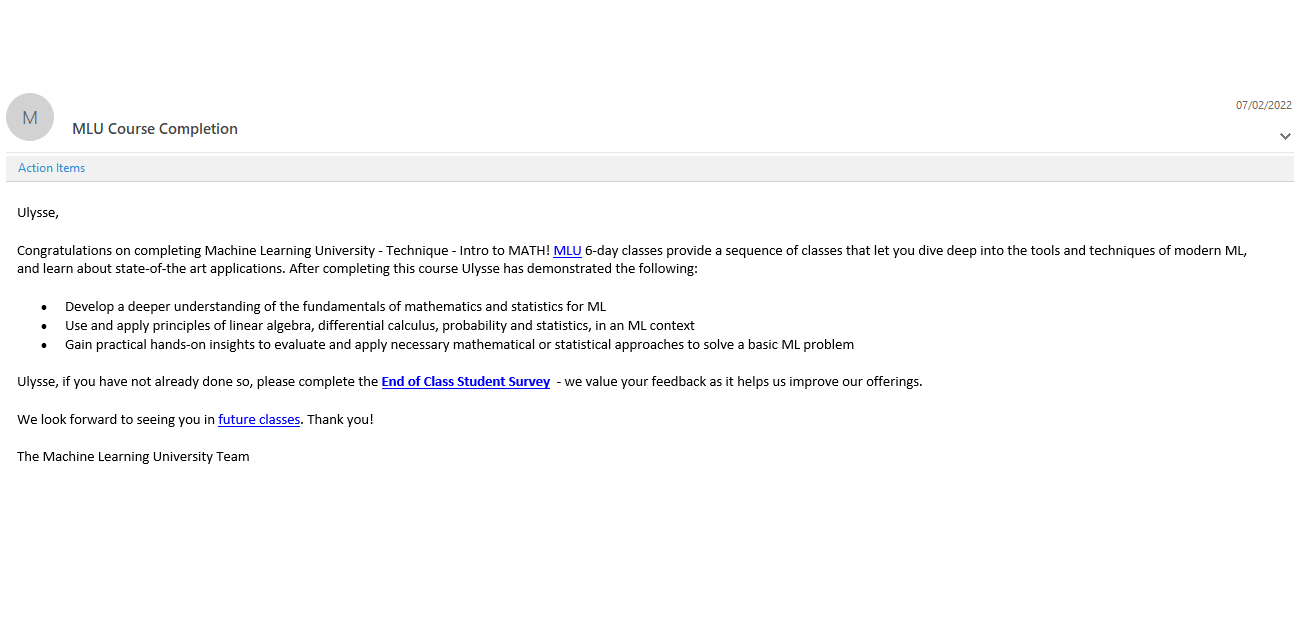 M
07/02/2022
MLU Course Completion
Action Items
Ulysse,
Congratulations on completing Machine Learning University - Technique - Intro to MATH! MLU 6-day classes provide a sequence of classes that let you dive deep into the tools and techniques of modern ML,
and learn about state-of-the art applications. After completing this course Ulysse has demonstrated the following:
• Develop a deeper understanding of the fundamentals of mathematics and statistics for ML
• Use and apply principles of linear algebra, differential calculus, probability and statistics, in an ML context
• Gain practical hands-on insights to evaluate and apply necessary mathematical or statistical approaches to solve a basic ML problem
Ulysse, if you have not already done so, please complete the End of Class Student Survey - we value your feedback as it helps us improve our offerings.
We look forward to seeing you in future classes. Thank you!
The Machine Learning University Team